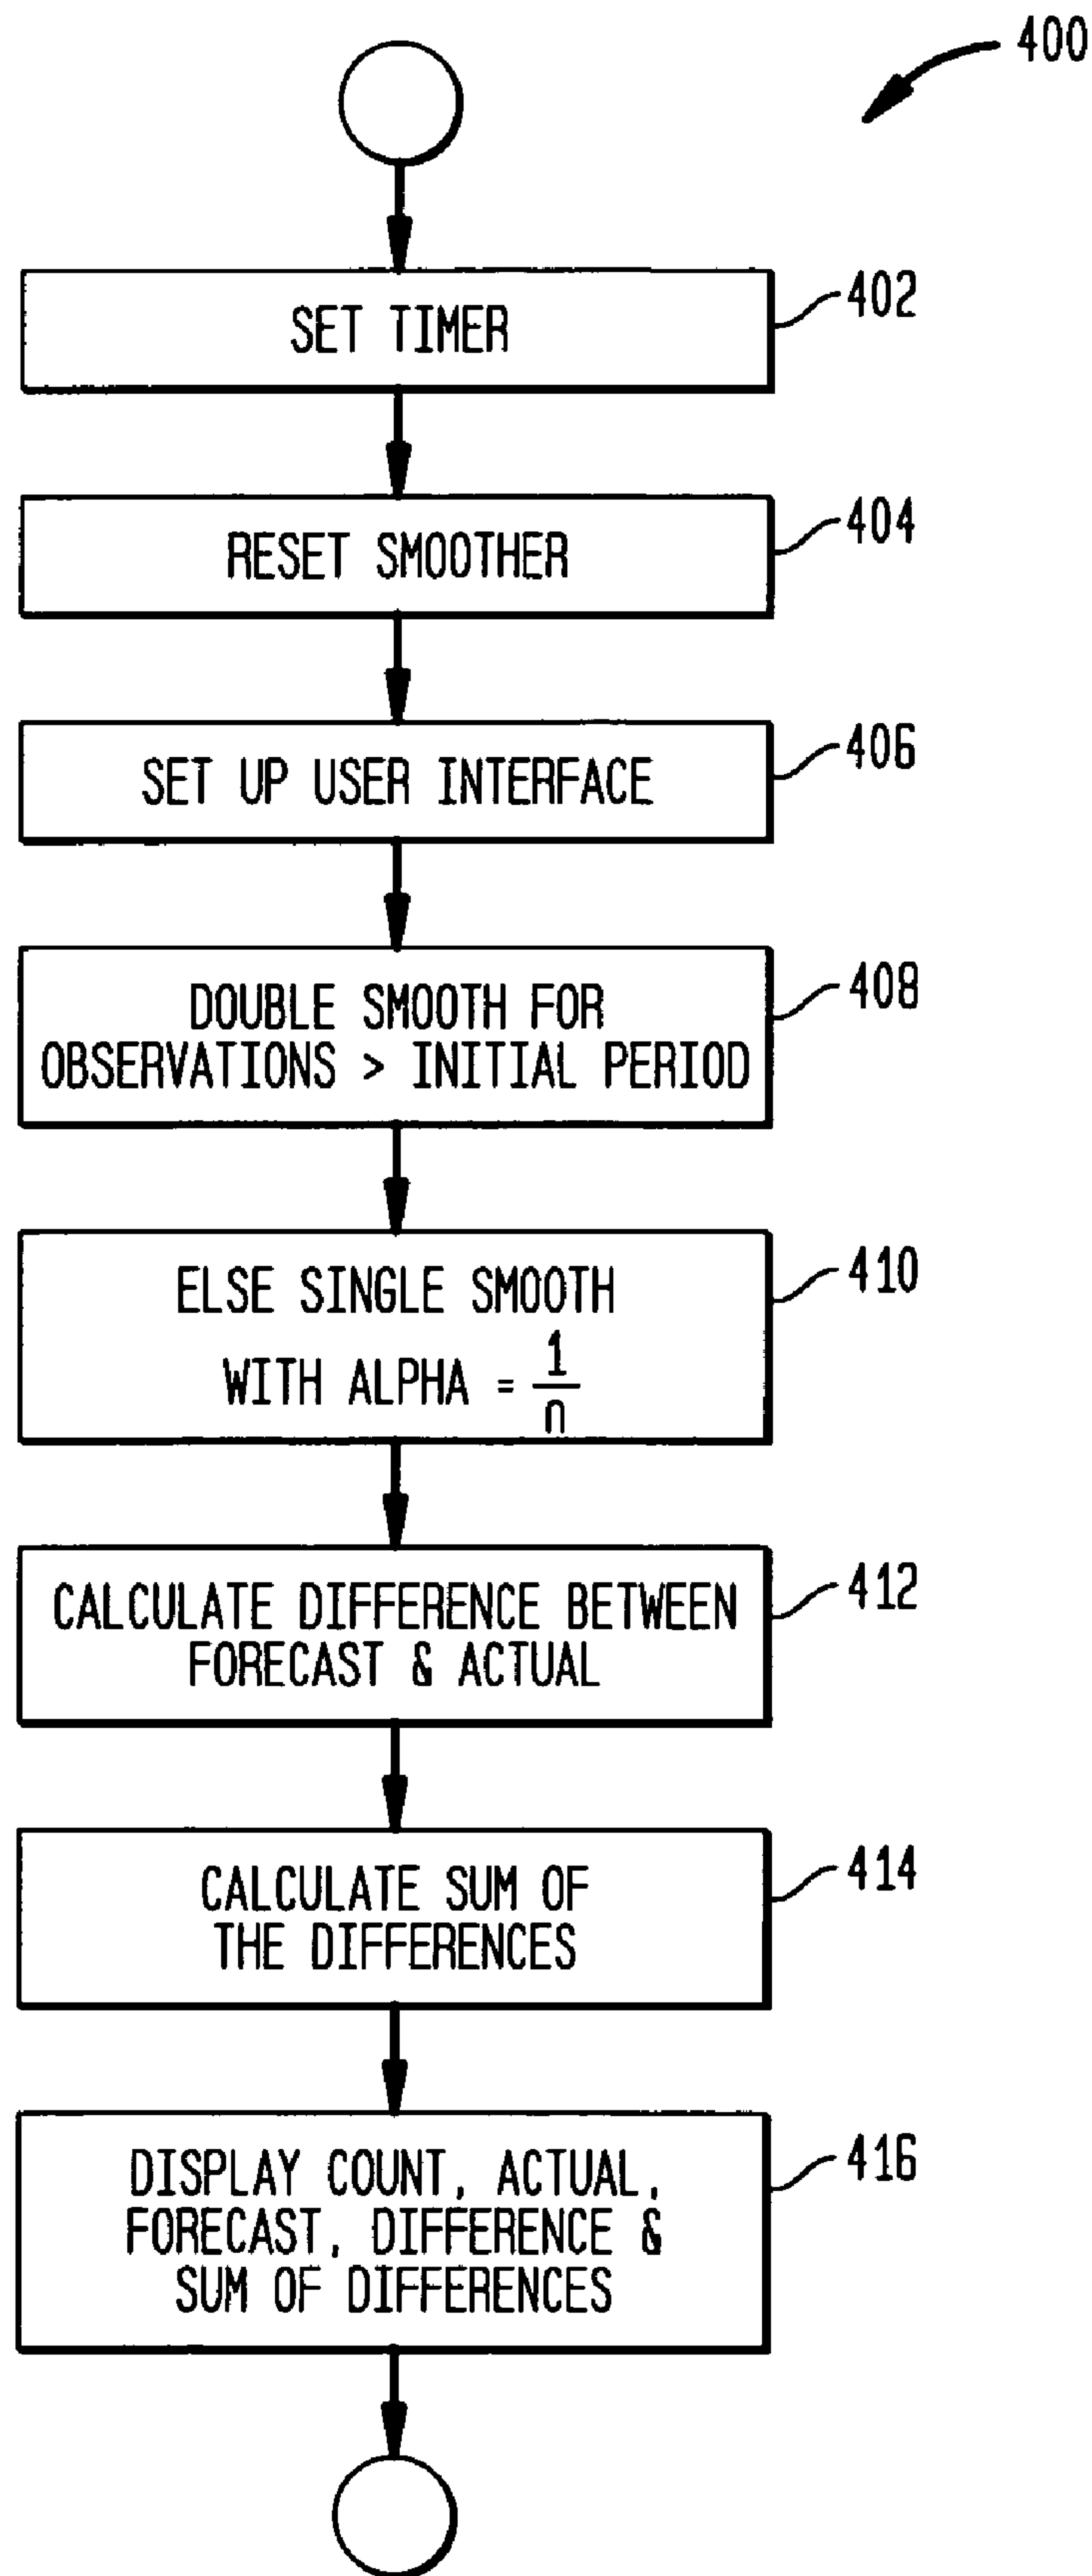 400
SET TIMER
402
RESET SMOOTHER
404
SET UP USER INTERFACE
406
DOUBLE SMOOTH FOR
OBSERVATIONS > INITIAL PERIOD
408
ELSE SINGLE SMOOTH
WITH ALPHA = 1/n
410
CALCULATE DIFFERENCE BETWEEN
FORECAST & ACTUAL
412
CALCULATE SUM OF
THE DIFFERENCES
414
DISPLAY COUNT, ACTUAL,
FORECAST, DIFFERENCE &
SUM OF DIFFERENCES
416